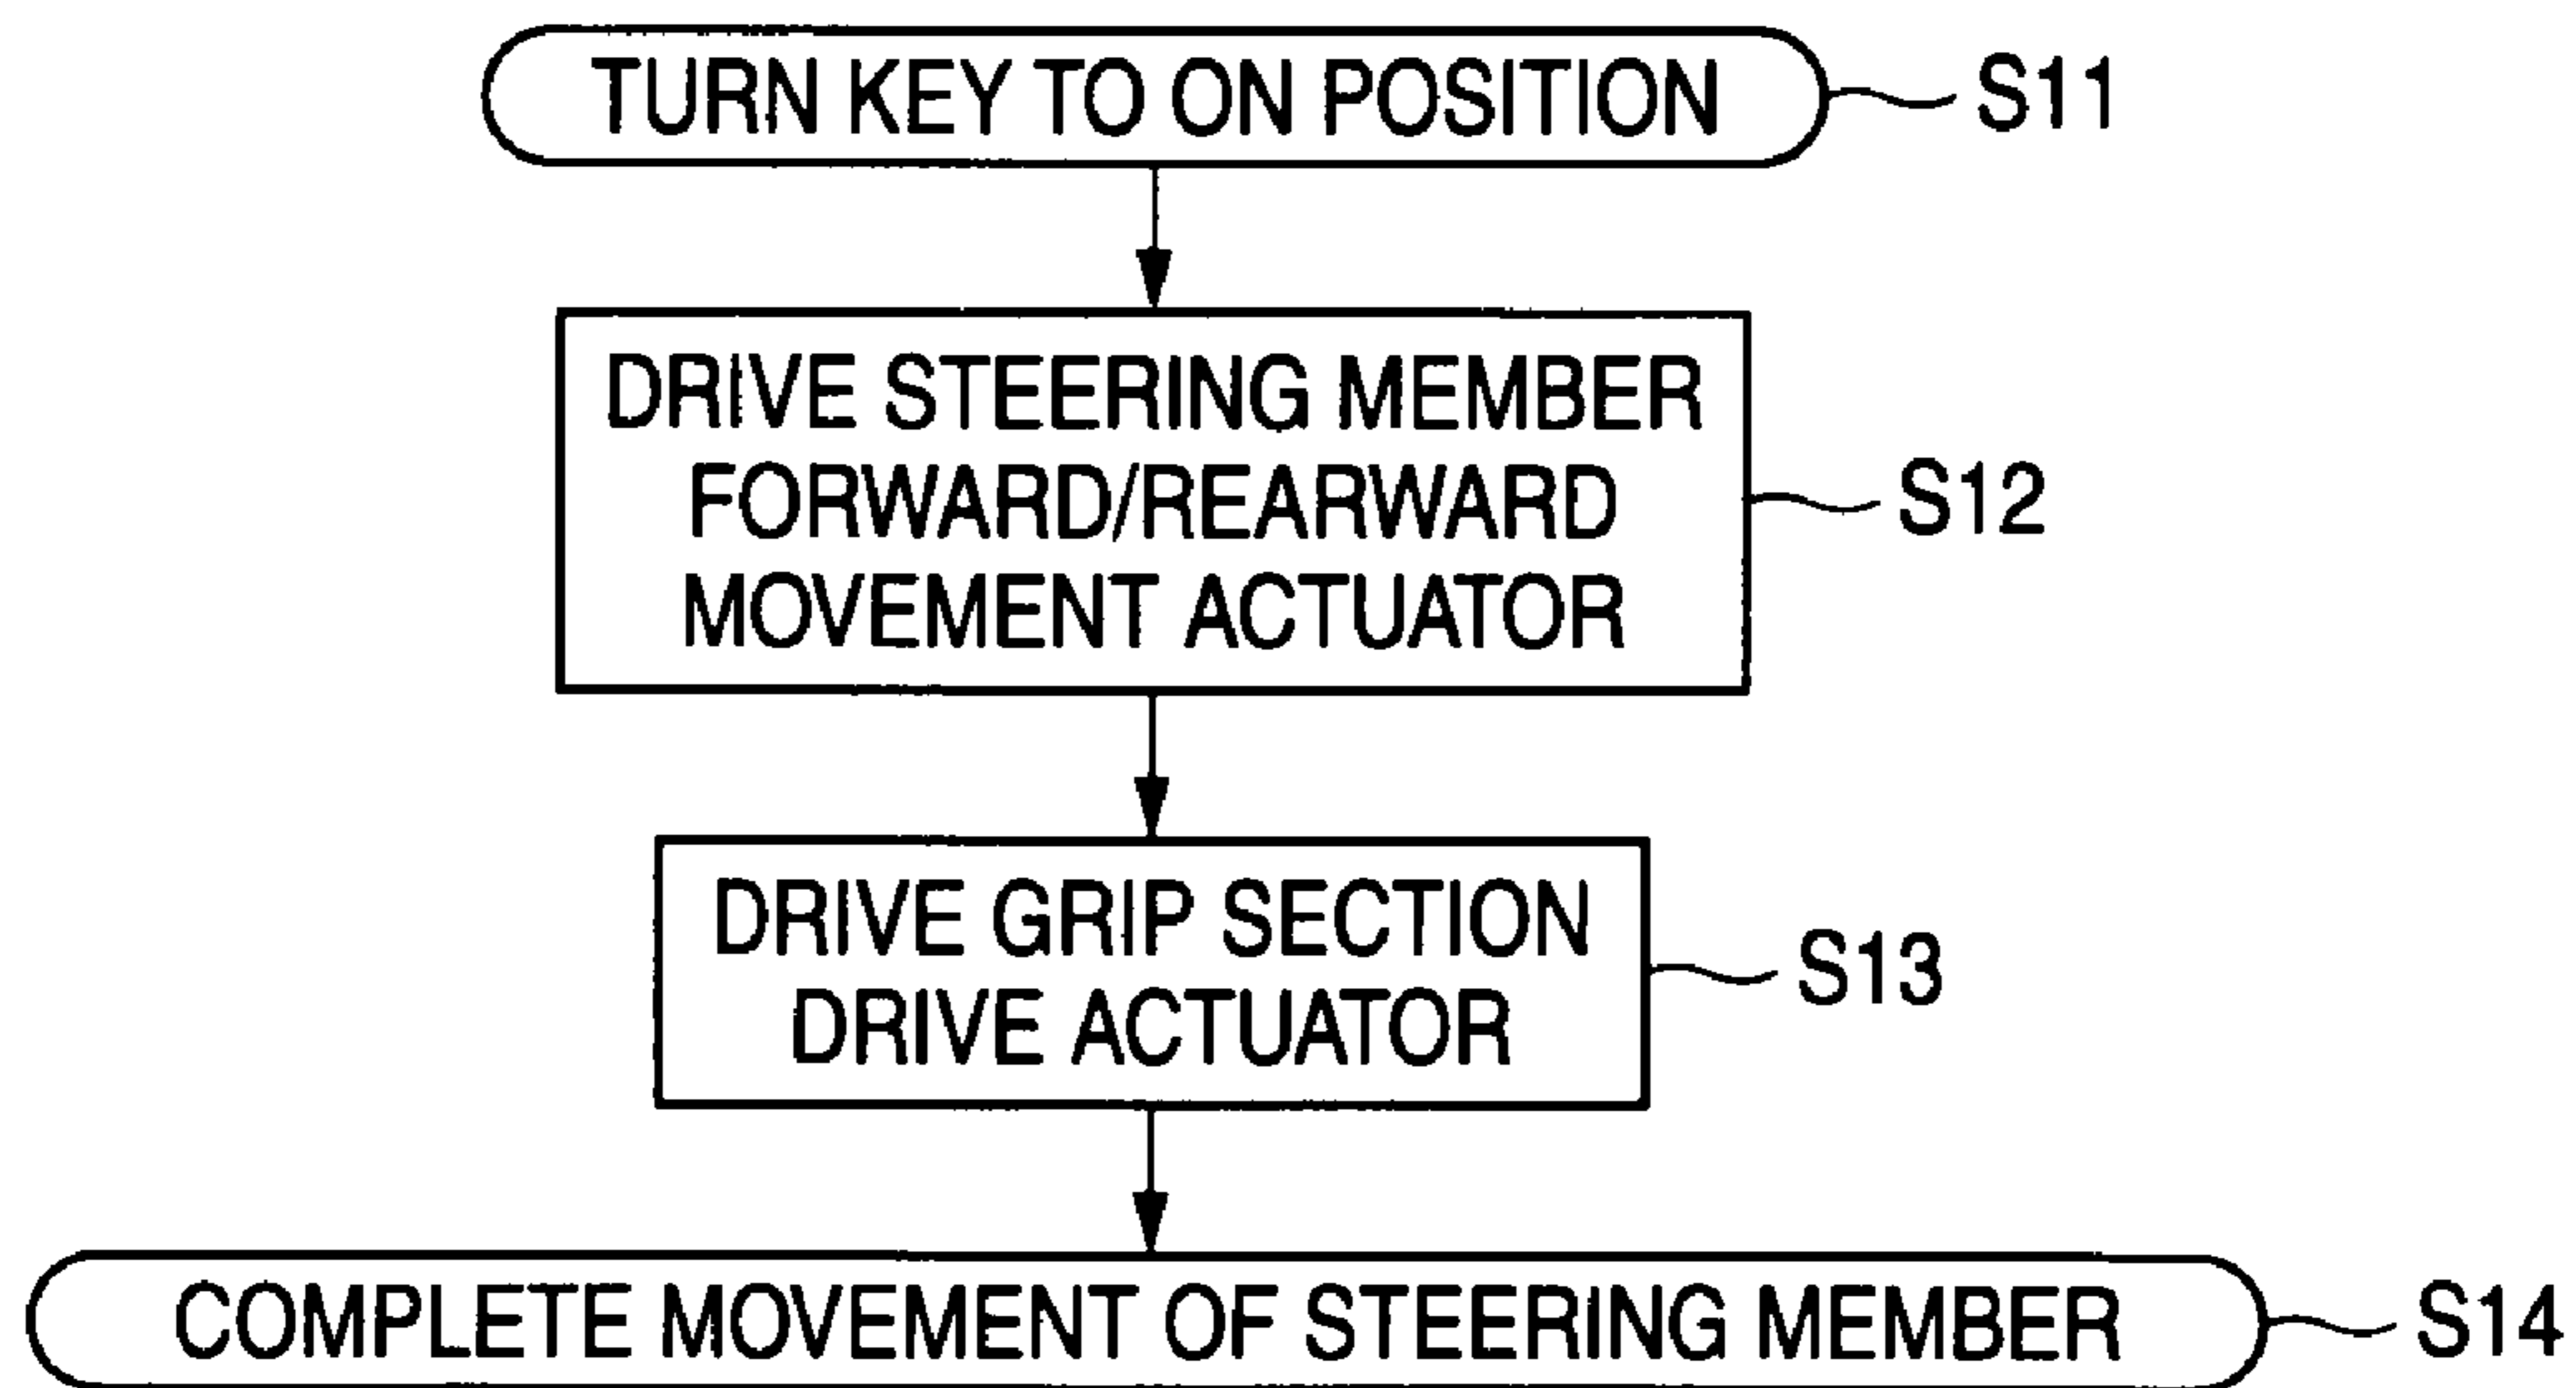 TURN KEY TO ON POSITION
S11
DRIVE STEERING MEMBER
FORWARD/REARWARD
MOVEMENT ACTUATOR
S12
DRIVE GRIP SECTION
DRIVE ACTUATOR
S13
COMPLETE MOVEMENT OF STEERING MEMBER
S14